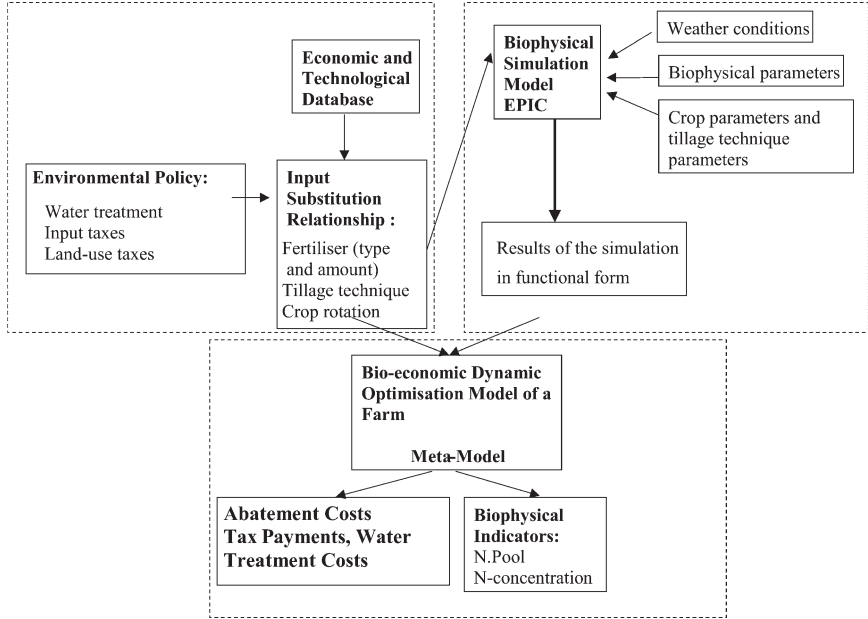 Economic and
Technological
Database
Environmental Policy:
Water treatment
Input taxes
Land-use taxes
Input
Substitution
Relationship :
Fertiliser (type
and amount)
Tillage technique
Crop rotation
Biophysical
Simulation
Model
EPIC
Weather conditions
Biophysical parameters
Crop parameters and
tillage technique
parameters
Results of the simulation
in functional form
Bio-economic Dynamic
Optimisation Model of a
Farm
Meta-Model
Abatement Costs
Tax Payments, Water
Treatment Costs
Biophysical
Indicators:
N.Pool
N-concentration